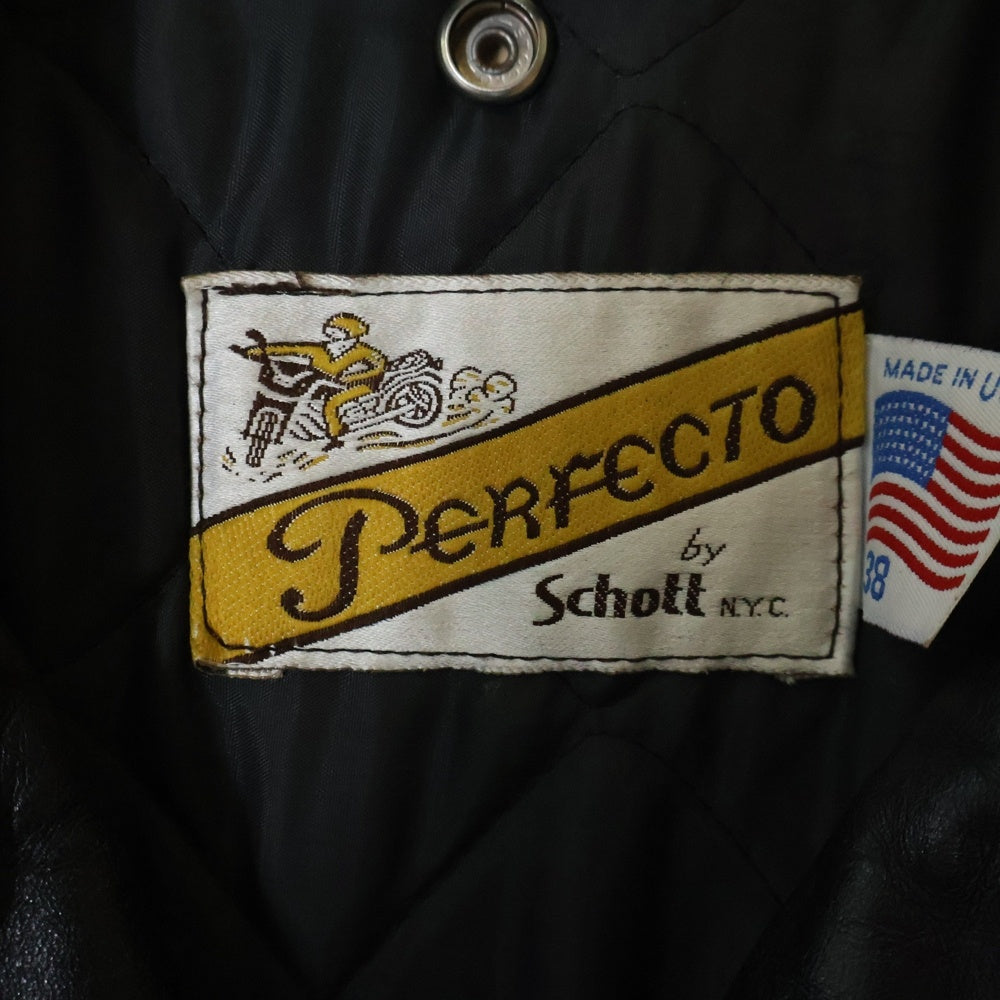 PERFECTO
by
Schott N.Y.C.
MADE IN U
38